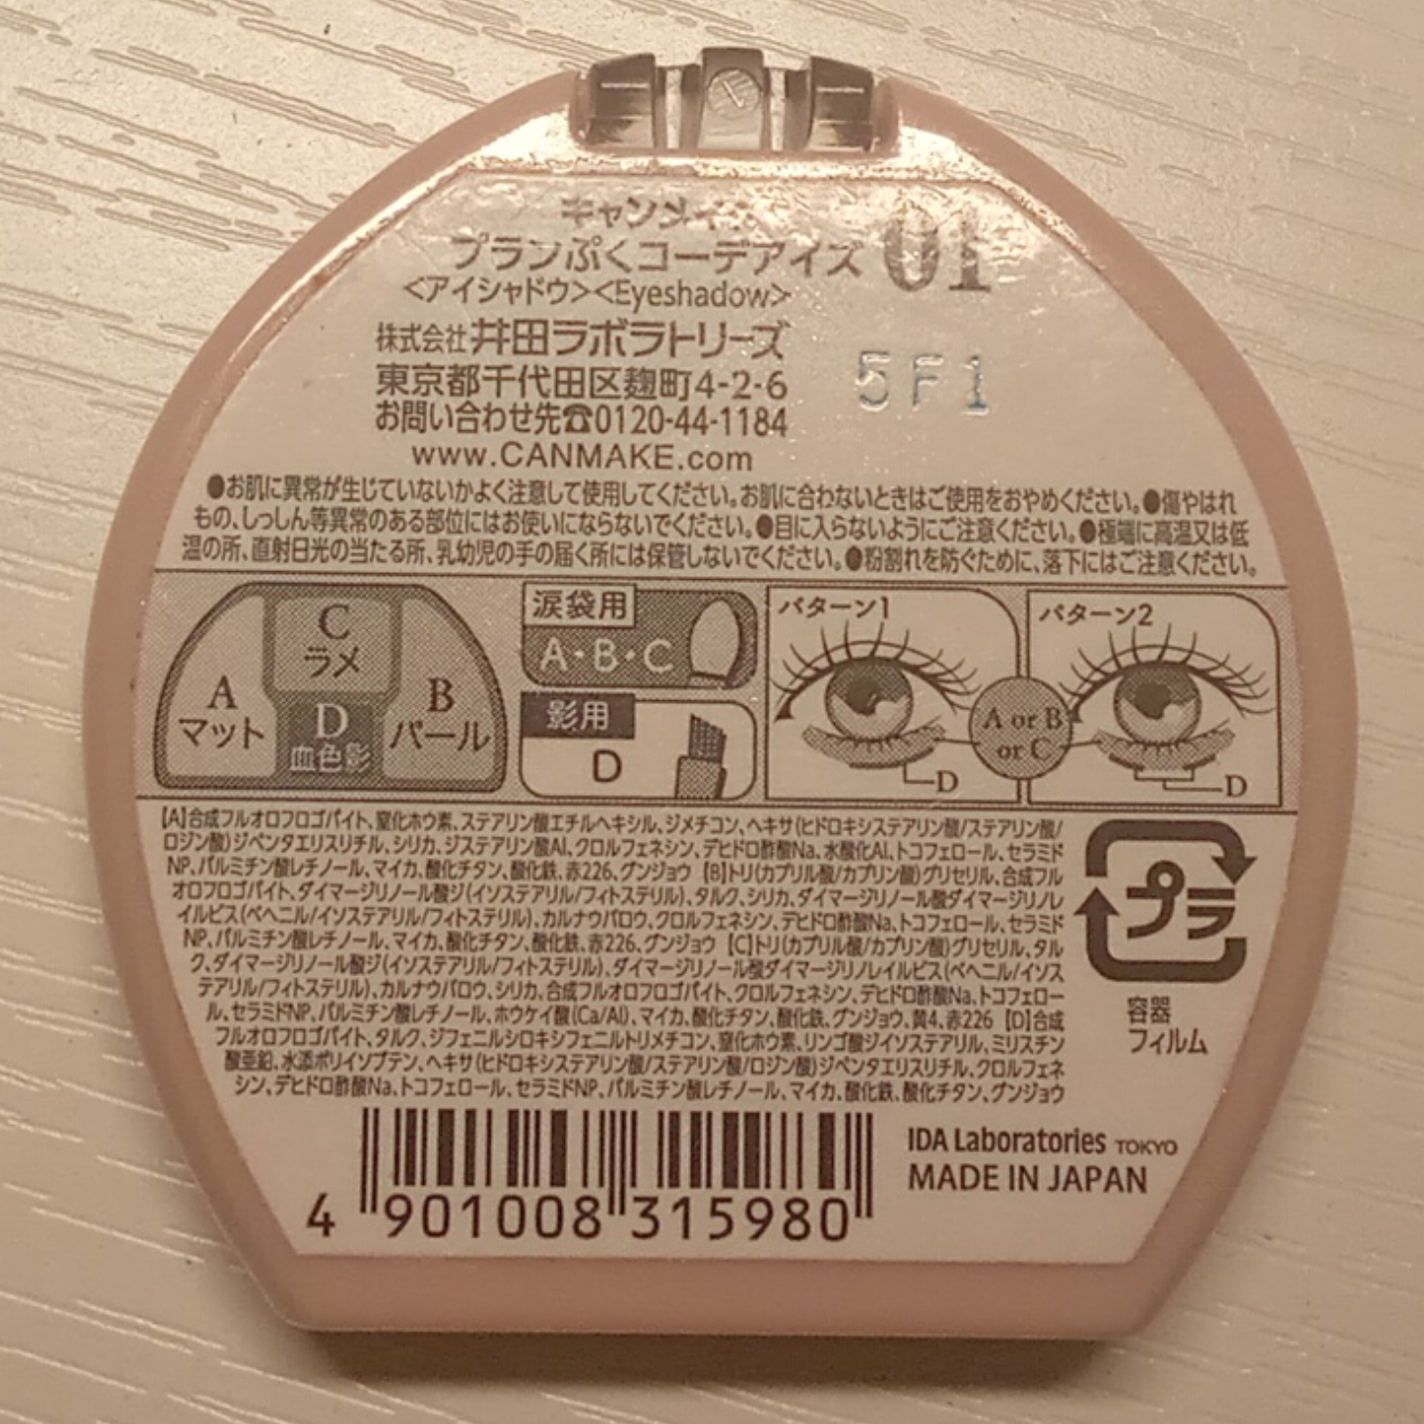 キャンメイク
プランぷくコーデアイズ 01
<アイシャドウ><Eyeshadow>
株式会社 井田ラボラトリーズ
東京都千代田区麹町4-2-6
お問い合わせ先☎0120-44-1184
www.CANMAKE.com
5F1
●お肌に異常が生じていないかよく注意して使用してください。お肌に合わないときはご使用をおやめください。●傷やはれ
もの、しっしん等異常のある部位にはお使いにならないでください。●目に入らないようにご注意ください。●極端に高温又は低
温の所、直射日光の当たる所、乳幼児の手の届く所には保管しないでください。●粉割れを防ぐために、落下にはご注意ください。
A
マット
C
ラメ
D
血色影
B
パール
涙袋用
A・B・C
影用
D
パターン1
D
A or B
or C
パターン2
D
【A】合成フルオロフロゴパイト、窒化ホウ素、ステアリン酸エチルヘキシル、ジメチコン、ヘキサ(ヒドロキシステアリン酸/ステアリン酸/
ロジン酸)ジペンタエリスリチル、シリカ、ジステアリン酸Al、クロルフェネシン、デヒドロ酢酸Na、水酸化Al、トコフェロール、セラミド
NP、パルミチン酸レチノール、マイカ、酸化チタン、酸化鉄、赤226、グンジョウ 【B】トリ(カプリル酸/カプリン酸)グリセリル、合成フル
オロフロゴパイト、ダイマージリノール酸ジ(イソステアリル/フィトステリル)、タルク、シリカ、ダイマージリノール酸ダイマージリノレ
イルビス(ベヘニル/イソステアリル/フィトステリル)、カルナウバロウ、クロルフェネシン、デヒドロ酢酸Na、トコフェロール、セラミド
NP、パルミチン酸レチノール、マイカ、酸化チタン、酸化鉄、赤226、グンジョウ 【C】トリ(カプリル酸/カプリン酸)グリセリル、タル
ク、ダイマージリノール酸ジ(イソステアリル/フィトステリル)、ダイマージリノール酸ダイマージリノレイルビス(ベヘニル/イソス
テアリル/フィトステリル)、カルナウバロウ、シリカ、合成フルオロフロゴパイト、クロルフェネシン、デヒドロ酢酸Na、トコフェロー
ル、セラミドNP、パルミチン酸レチノール、ホウケイ酸(Ca/Al)、マイカ、酸化チタン、酸化鉄、グンジョウ、黄4、赤226 【D】合成
フルオロフロゴパイト、タルク、ジフェニルシロキシフェニルトリメチコン、窒化ホウ素、リンゴ酸ジイソステアリル、ミリスチン
酸亜鉛、水添ポリイソブテン、ヘキサ(ヒドロキシステアリン酸/ステアリン酸/ロジン酸)ジペンタエリスリチル、クロルフェネ
シン、デヒドロ酢酸Na、トコフェロール、セラミドNP、パルミチン酸レチノール、マイカ、酸化鉄、酸化チタン、グンジョウ
プラ
容器
フィルム
4 901008 315980
IDA Laboratories TOKYO
MADE IN JAPAN